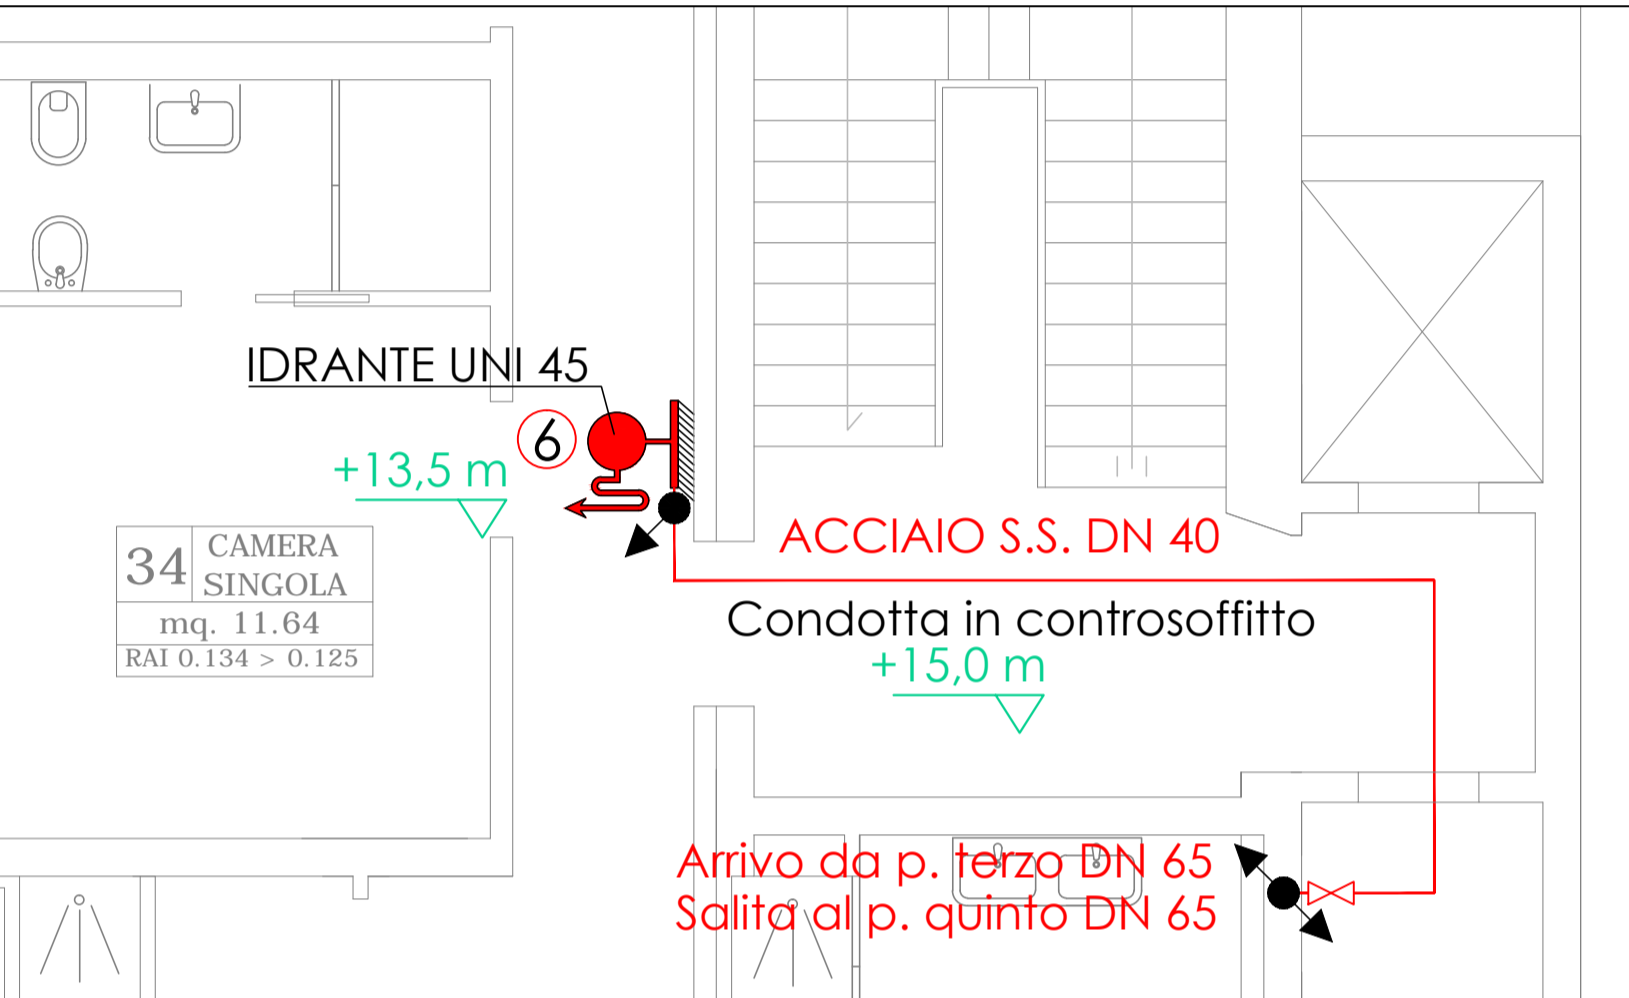 IDRANTE UNI 45
6
+13,5 m
34
CAMERA
SINGOLA
mq. 11.64
RAI 0.134 > 0.125
ACCIAIO S.S. DN 40
Condotta in controsoffitto
+15,0 m
Arrivo da p. terzo DN 65
Salita al p. quinto DN 65